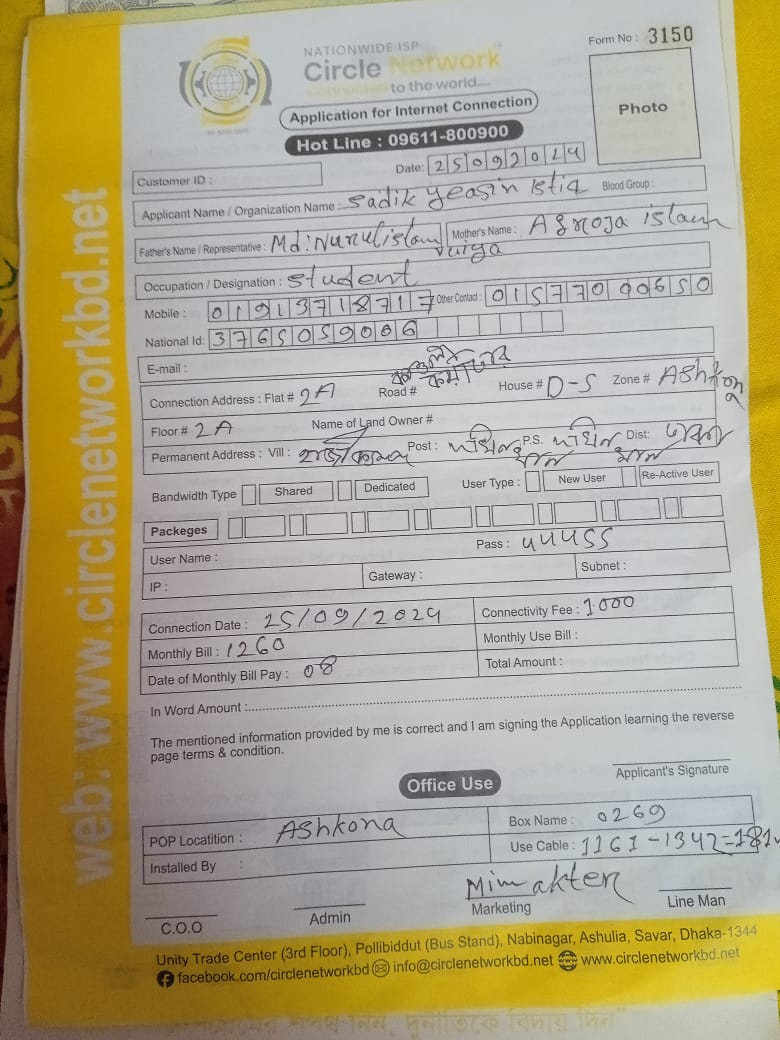 NATIONWIDE ISP
Circle Network
Connected to the world....
Form No : 3150
Application for Internet Connection
Photo
Hot Line : 09611-800900
Date: 25092024
Customer ID :
Applicant Name / Organization Name : Sadik Yeasin Istiq Blood Group :
Father's Name / Representative : Md: Nurul islam Mother's Name : Afroja islam
Occupation / Designation : Student
Mobile : 01913718717 Other Contact : 01577000650
National Id: 3765059006
E-mail :
Connection Address : Flat # 2A Road # House # D-S Zone # Ashkona
Floor # 2A Name of Land Owner #
Permanent Address : Vill : Post : P.S. Dist:
Bandwidth Type Shared Dedicated User Type : New User Re-Active User
Packeges
User Name : Pass : uuuss
IP : Gateway : Subnet :
Connection Date : 25/09/2024 Connectivity Fee : 1000
Monthly Bill : 1260 Monthly Use Bill :
Date of Monthly Bill Pay : 08 Total Amount :
In Word Amount :
The mentioned information provided by me is correct and I am signing the Application learning the reverse
page terms & condition.
Applicant's Signature
Office Use
POP Locatition : Ashkona Box Name : 0269
Installed By : Use Cable : 1161-1342=181
Mim akter
C.O.O Admin Marketing Line Man
Unity Trade Center (3rd Floor), Pollibiddut (Bus Stand), Nabinagar, Ashulia, Savar, Dhaka-1344
facebook.com/circlenetworkbd info@circlenetworkbd.net www.circlenetworkbd.net
web: www.circlenetworkbd.net